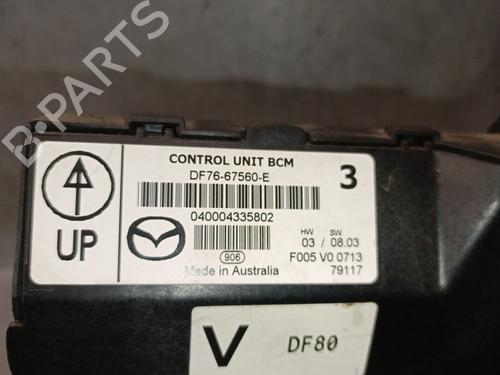 CONTROL UNIT BCM
DF76-67560-E
3
040004335802
UP
HW SW
03 / 08.03
906
F005 V0 0713
Made in Australia
79117
V
DF80
B-PARTS